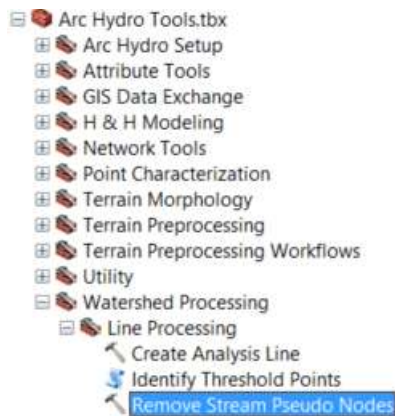 Arc Hydro Tools.tbx
Arc Hydro Setup
Attribute Tools
GIS Data Exchange
H & H Modeling
Network Tools
Point Characterization
Terrain Morphology
Terrain Preprocessing
Terrain Preprocessing Workflows
Utility
Watershed Processing
Line Processing
Create Analysis Line
Identify Threshold Points
Remove Stream Pseudo Nodes